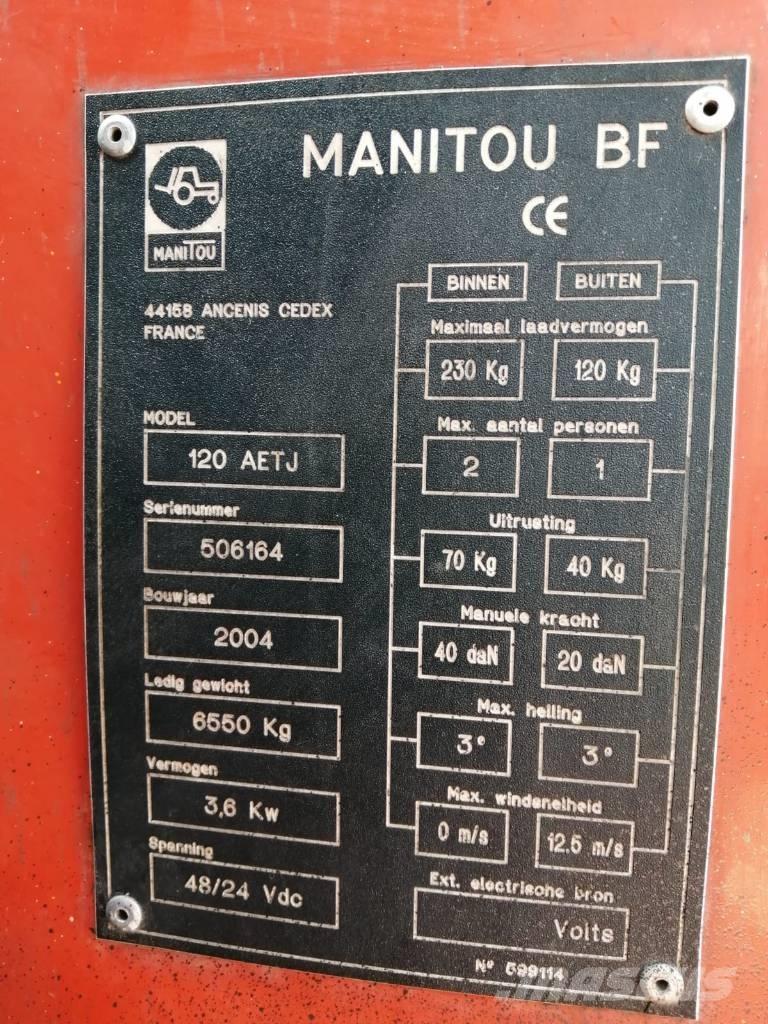 MANITOU BF
MANITOU
CE
44158 ANCENIS CEDEX
FRANCE
MODEL
120 AETJ
Serienummer
506164
Bouwjaar
2004
Ledig gewicht
6550 Kg
Vermogen
3,6 Kw
Spanning
48/24 Vdc
BINNEN BUITEN
Maximaal laadvermogen
230 Kg 120 Kg
Max. aantal personen
2 1
Uitrusting
70 Kg 40 Kg
Manuele kracht
40 daN 20 daN
Max. helling
3° 3°
Max. windsnelheid
0 m/s 12.5 m/s
Ext. electrische bron
Volts
N° 599114
MASCUS